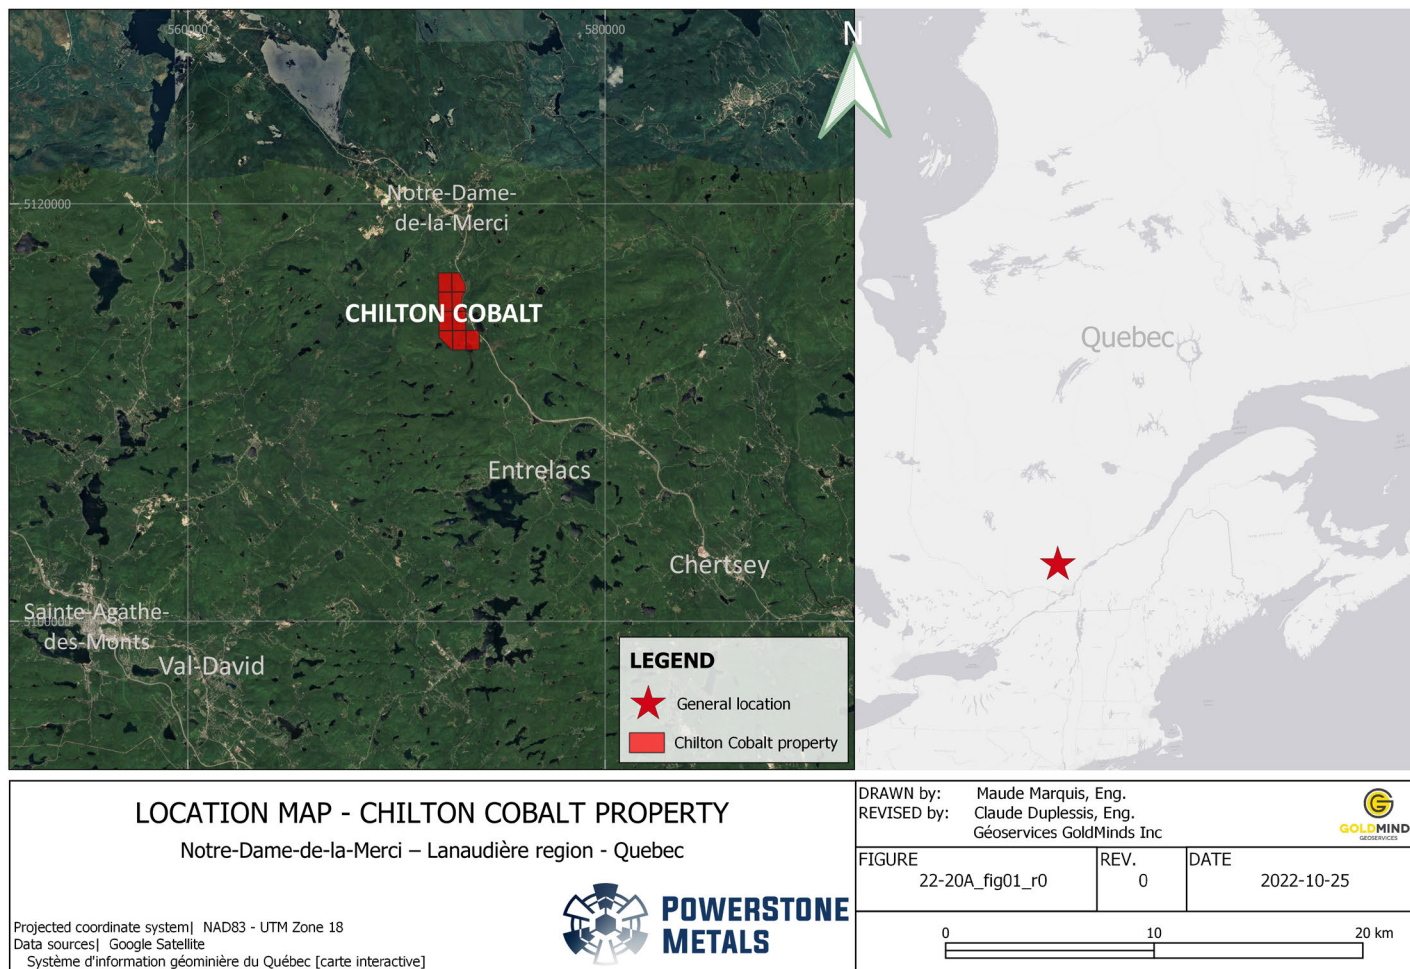 560000
580000
N
5120000
Notre-Dame-
de-la-Merci
CHILTON COBALT
Quebec
Entrelacs
Chertsey
Sainte-Agathe-
des-Monts
5100000
Val-David
LEGEND
General location
Chilton Cobalt property
LOCATION MAP - CHILTON COBALT PROPERTY
Notre-Dame-de-la-Merci – Lanaudière region - Quebec
Projected coordinate system| NAD83 - UTM Zone 18
Data sources| Google Satellite
Système d'information géominière du Québec [carte interactive]
POWERSTONE
METALS
DRAWN by: Maude Marquis, Eng.
REVISED by: Claude Duplessis, Eng.
Géoservices GoldMinds Inc
GOLDMIND
GEOSERVICES
FIGURE
22-20A_fig01_r0
REV.
0
DATE
2022-10-25
0 10 20 km